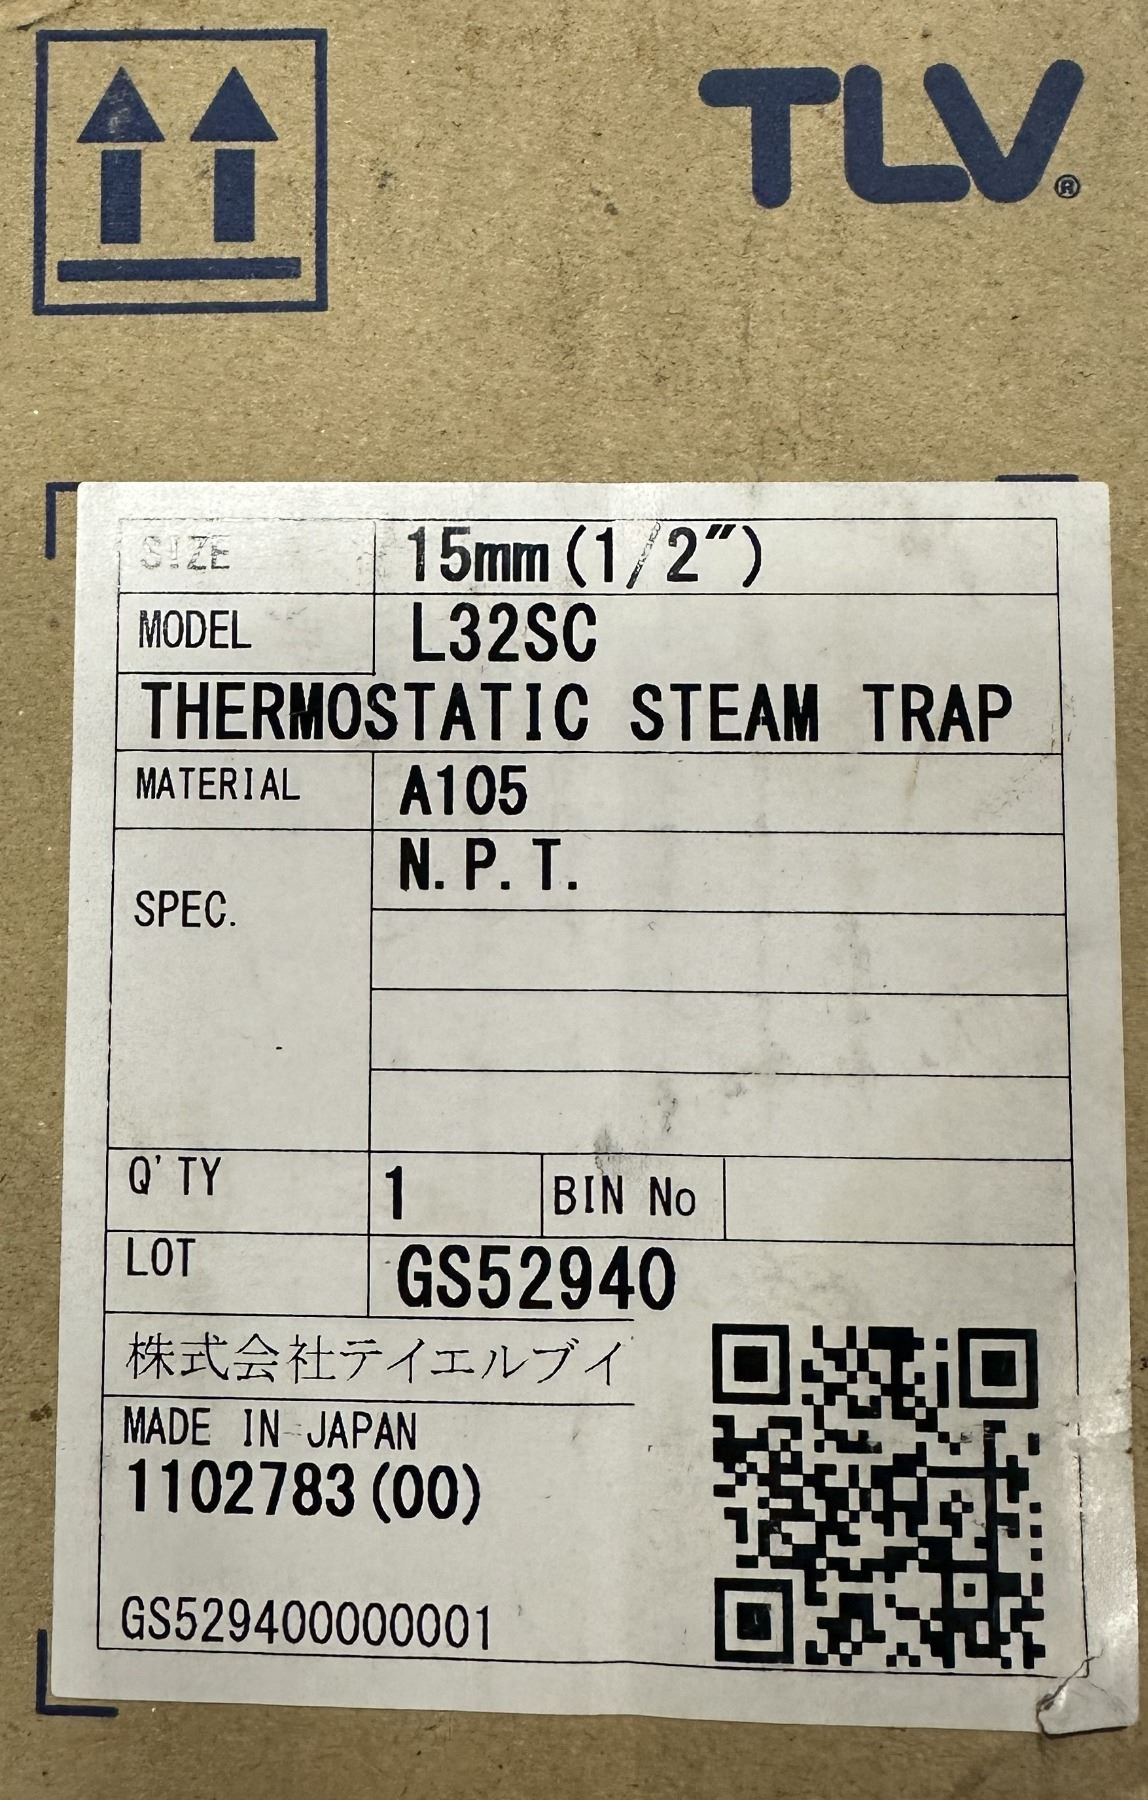 TLV®
SIZE 15mm(1/2")
MODEL L32SC
THERMOSTATIC STEAM TRAP
MATERIAL A105
SPEC. N.P.T.
Q'TY 1 BIN No
LOT GS52940
株式会社テイエルブイ
MADE IN JAPAN
1102783(00)
GS529400000001